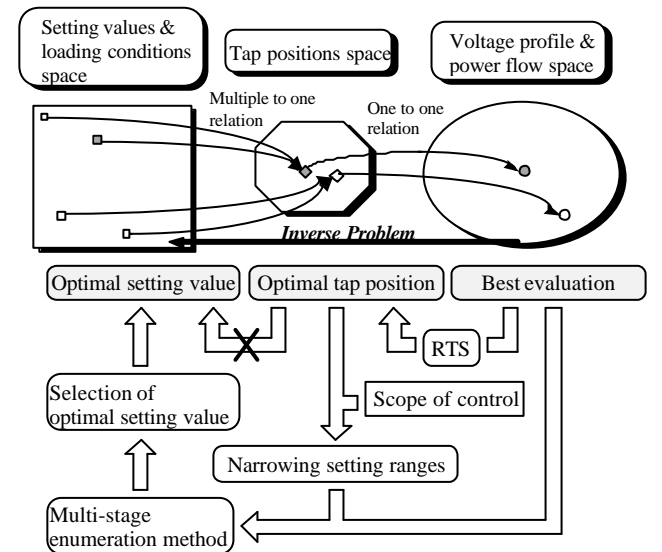 Setting values &
loading conditions
space
Tap positions space
Voltage profile &
power flow space
Multiple to one
relation
One to one
relation
Inverse Problem
Optimal setting value
Optimal tap position
Best evaluation
RTS
Selection of
optimal setting value
Scope of control
Narrowing setting ranges
Multi-stage
enumeration method